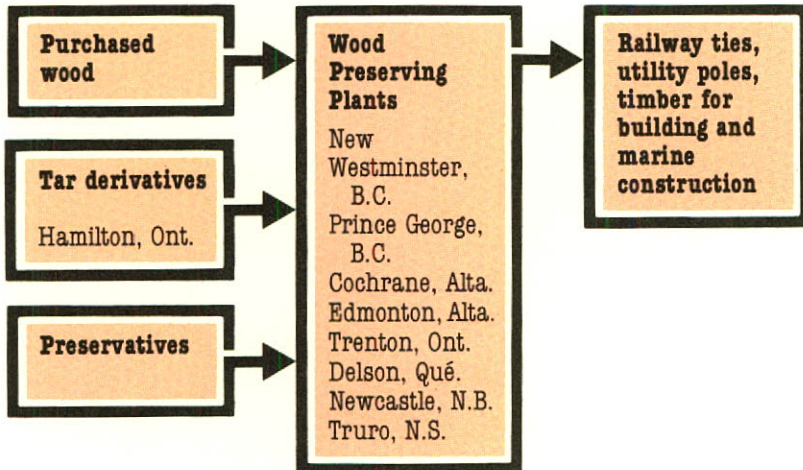 Purchased
wood
Tar derivatives
Hamilton, Ont.
Preservatives
Wood
Preserving
Plants
New
Westminster,
B.C.
Prince George,
B.C.
Cochrane, Alta.
Edmonton, Alta.
Trenton, Ont.
Delson, Qué.
Newcastle, N.B.
Truro, N.S.
Railway ties,
utility poles,
timber for
building and
marine
construction